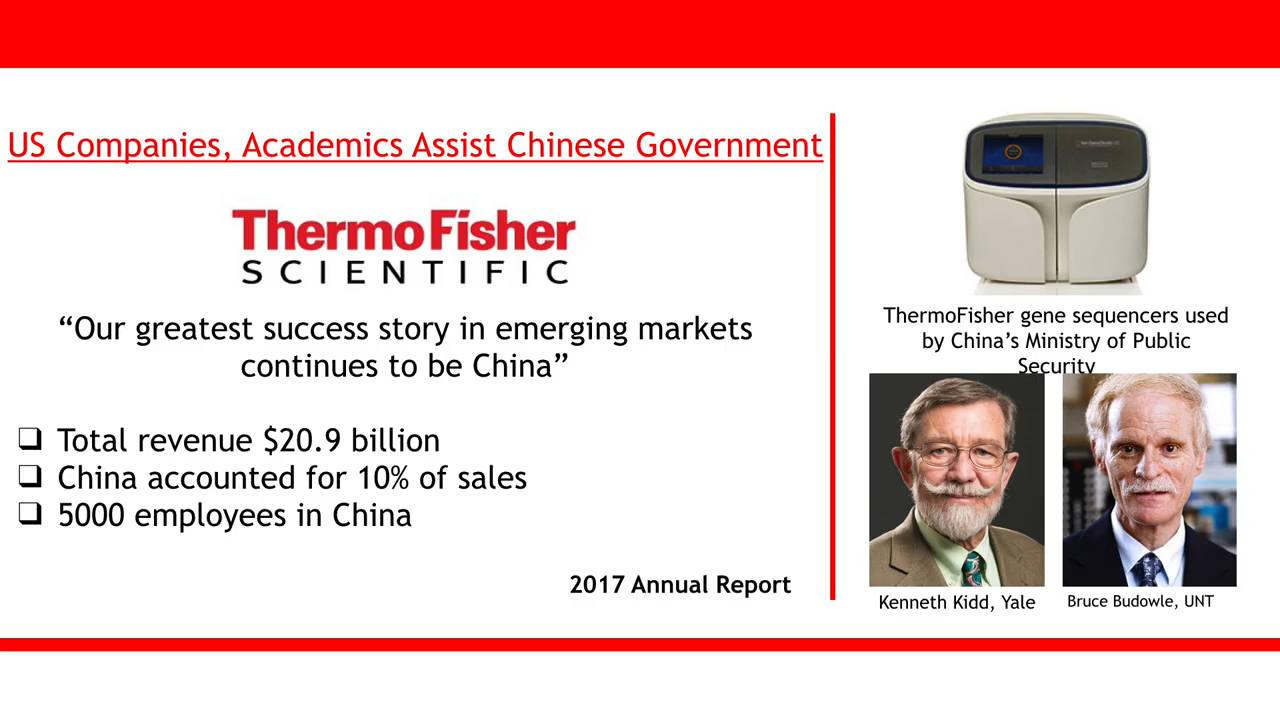 US Companies, Academics Assist Chinese Government
ThermoFisher
SCIENTIFIC
“Our greatest success story in emerging markets
continues to be China”
❑ Total revenue $20.9 billion
❑ China accounted for 10% of sales
❑ 5000 employees in China
2017 Annual Report
ThermoFisher gene sequencers used
by China’s Ministry of Public
Security
Kenneth Kidd, Yale
Bruce Budowle, UNT